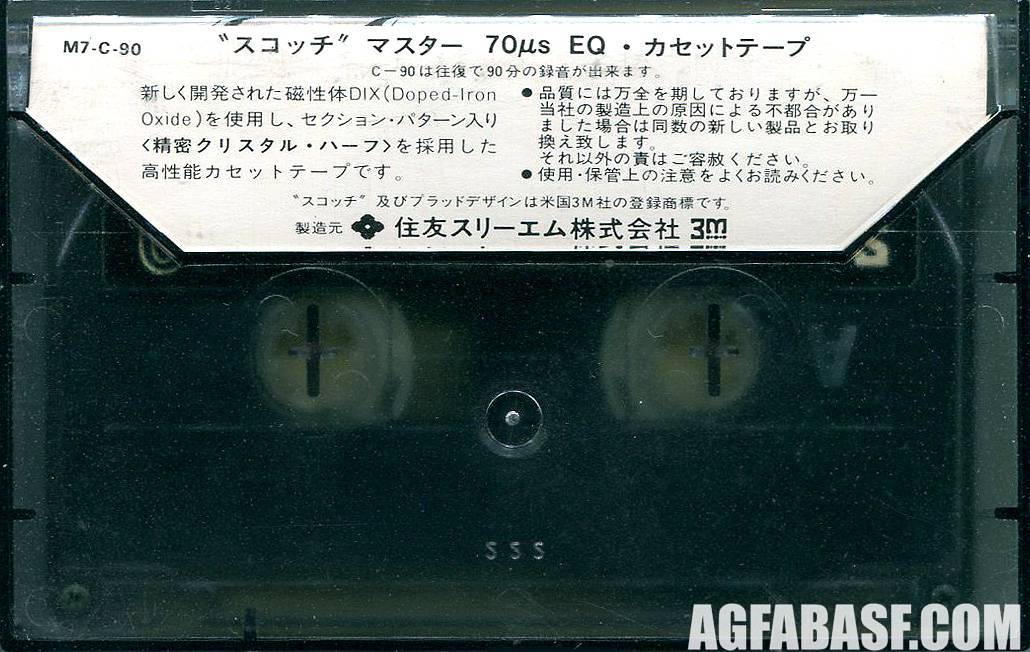 M7-C-90
"スコッチ" マスター 70μs EQ・カセットテープ
C-90は往復で90分の録音が出来ます。
新しく開発された磁性体DIX(Doped-Iron
Oxide)を使用し、セクション・パターン入り
〈精密クリスタル・ハーフ〉を採用した
高性能カセットテープです。
●品質には万全を期しておりますが、万一
当社の製造上の原因による不都合があり
ました場合は同数の新しい製品とお取り
換え致します。
それ以外の責はご容赦ください。
●使用・保管上の注意をよくお読みください。
"スコッチ" 及びプラッドデザインは米国3M社の登録商標です。
製造元 住友スリーエム株式会社 3M
AGFABASF.COM